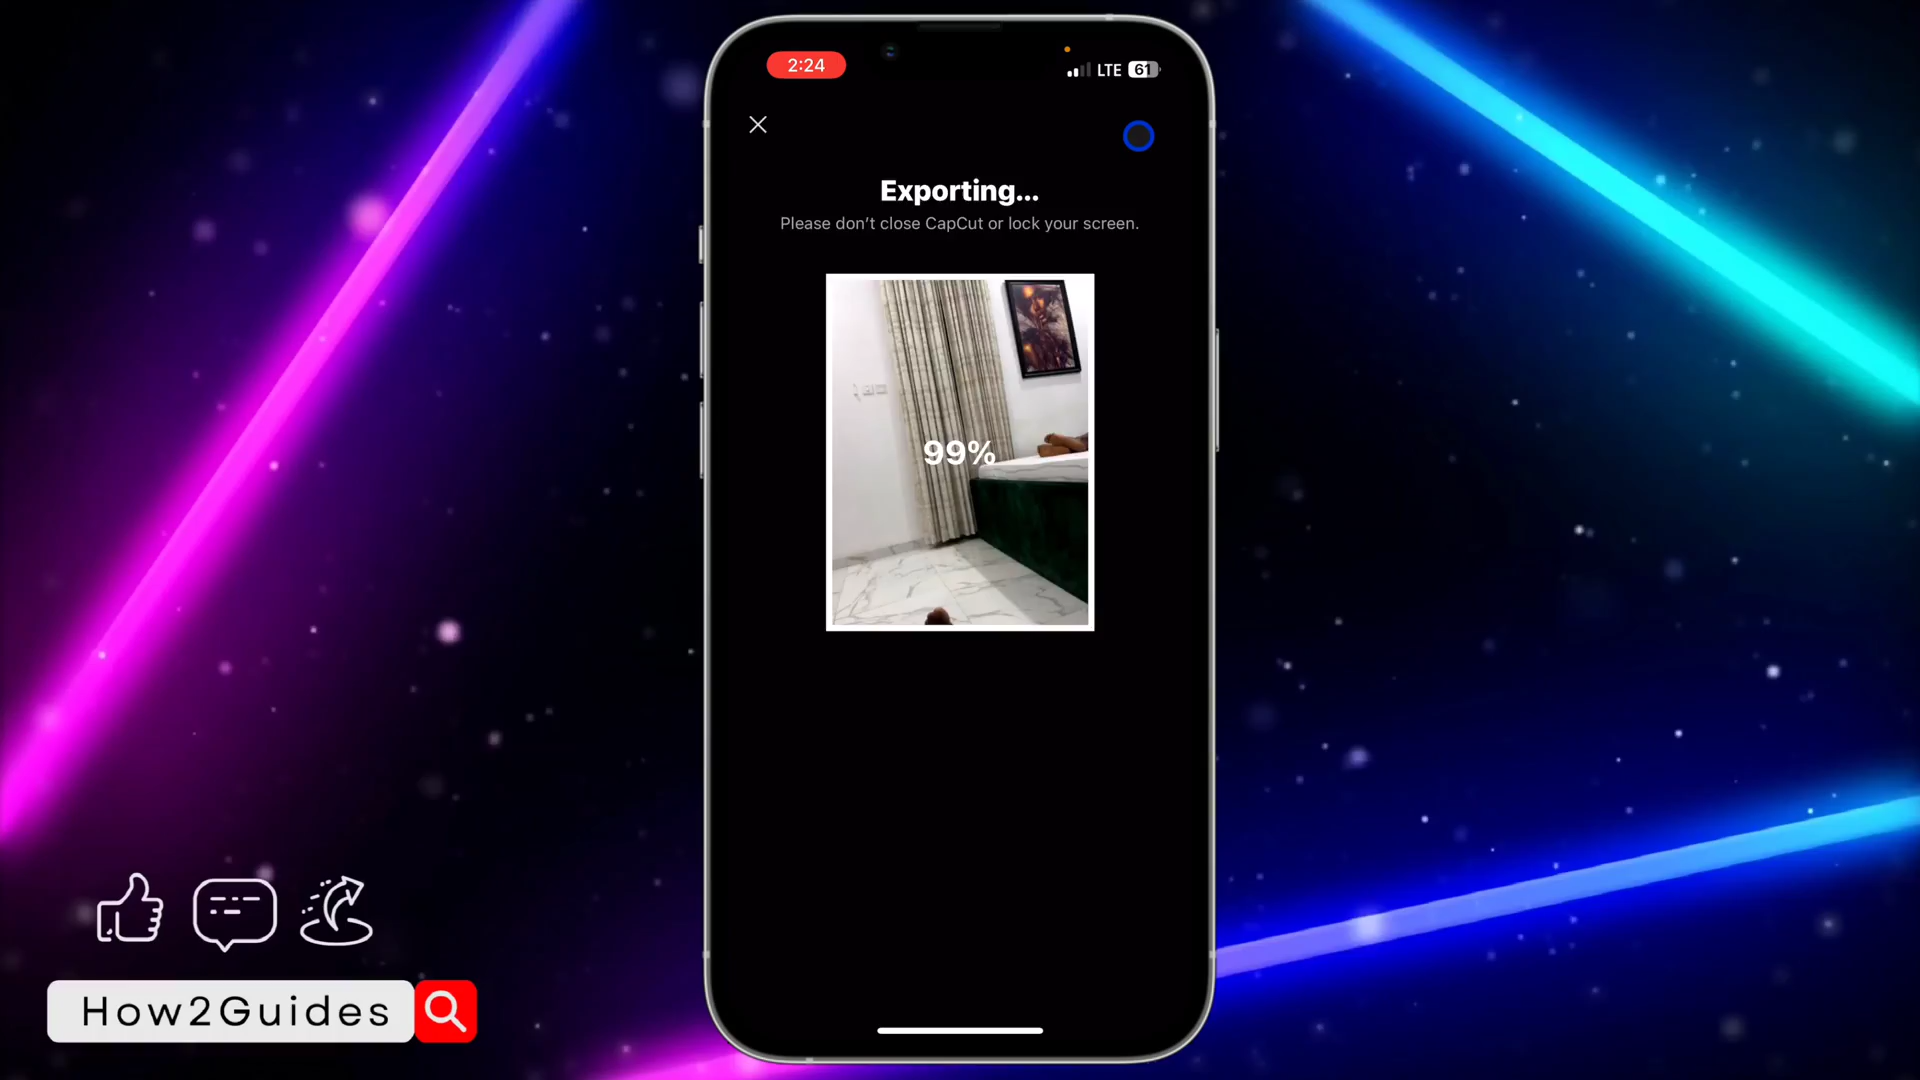 2:24
LTE 61
Exporting...
Please don’t close CapCut or lock your screen.
99%
How2Guides